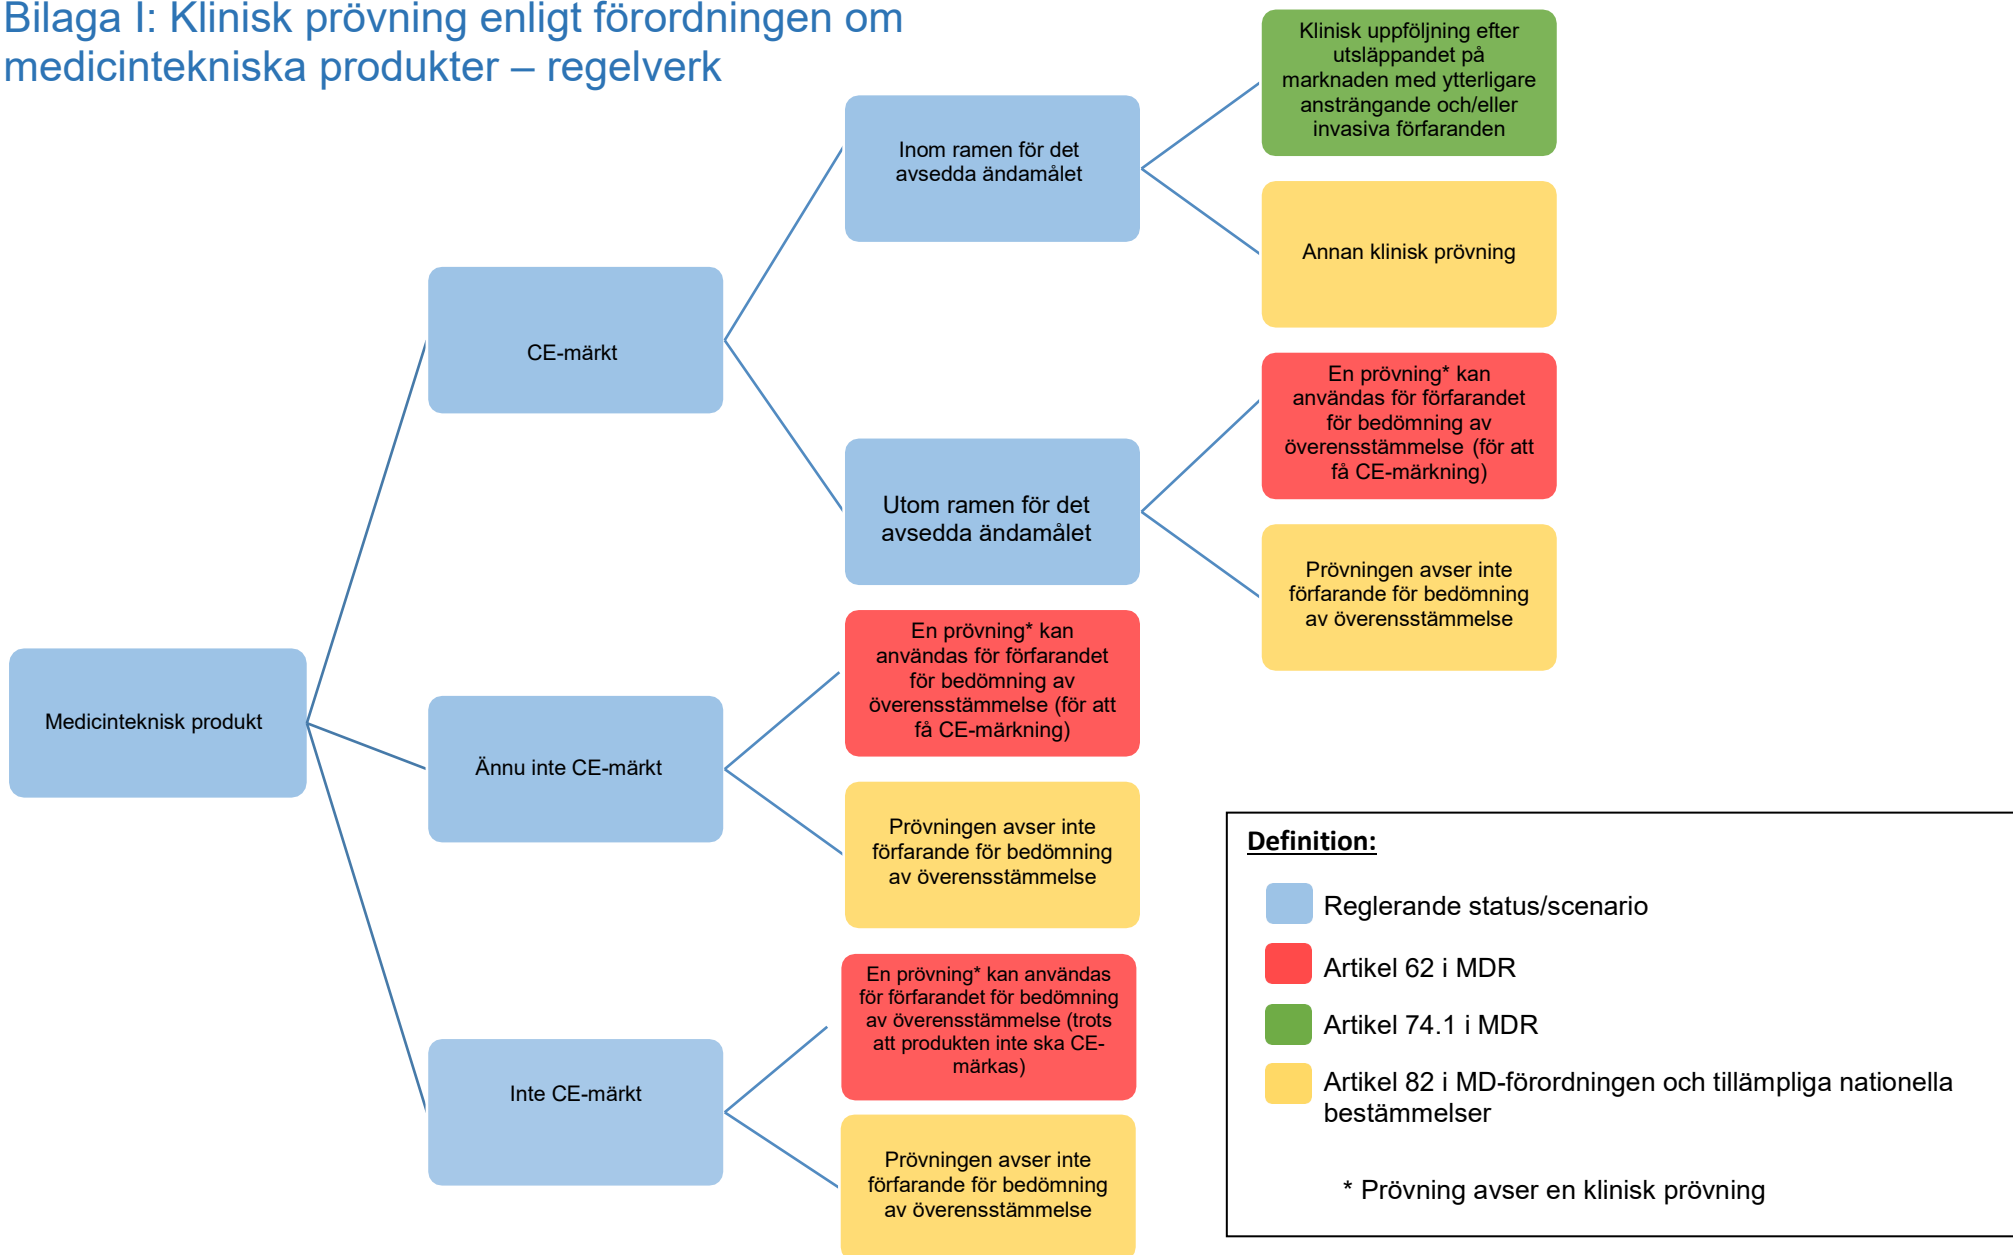 Bilaga I: Klinisk prövning enligt förordningen om
medicintekniska produkter – regelverk
Klinisk uppföljning efter
utsläppandet på
marknaden med ytterligare
ansträngande och/eller
invasiva förfaranden
Inom ramen för det
avsedda ändamålet
Annan klinisk prövning
CE-märkt
En prövning* kan
användas för förfarandet
för bedömning av
överensstämmelse (för att
få CE-märkning)
Utom ramen för det
avsedda ändamålet
Prövningen avser inte
förfarande för bedömning
av överensstämmelse
En prövning* kan
användas för förfarandet
för bedömning av
överensstämmelse (för att
få CE-märkning)
Medicinteknisk produkt
Ännu inte CE-märkt
Prövningen avser inte
förfarande för bedömning
av överensstämmelse
En prövning* kan användas
för förfarandet för bedömning
av överensstämmelse (trots
att produkten inte ska CE-
märkas)
Inte CE-märkt
Prövningen avser inte
förfarande för bedömning
av överensstämmelse
Definition:
Reglerande status/scenario
Artikel 62 i MDR
Artikel 74.1 i MDR
Artikel 82 i MD-förordningen och tillämpliga nationella
bestämmelser
* Prövning avser en klinisk prövning